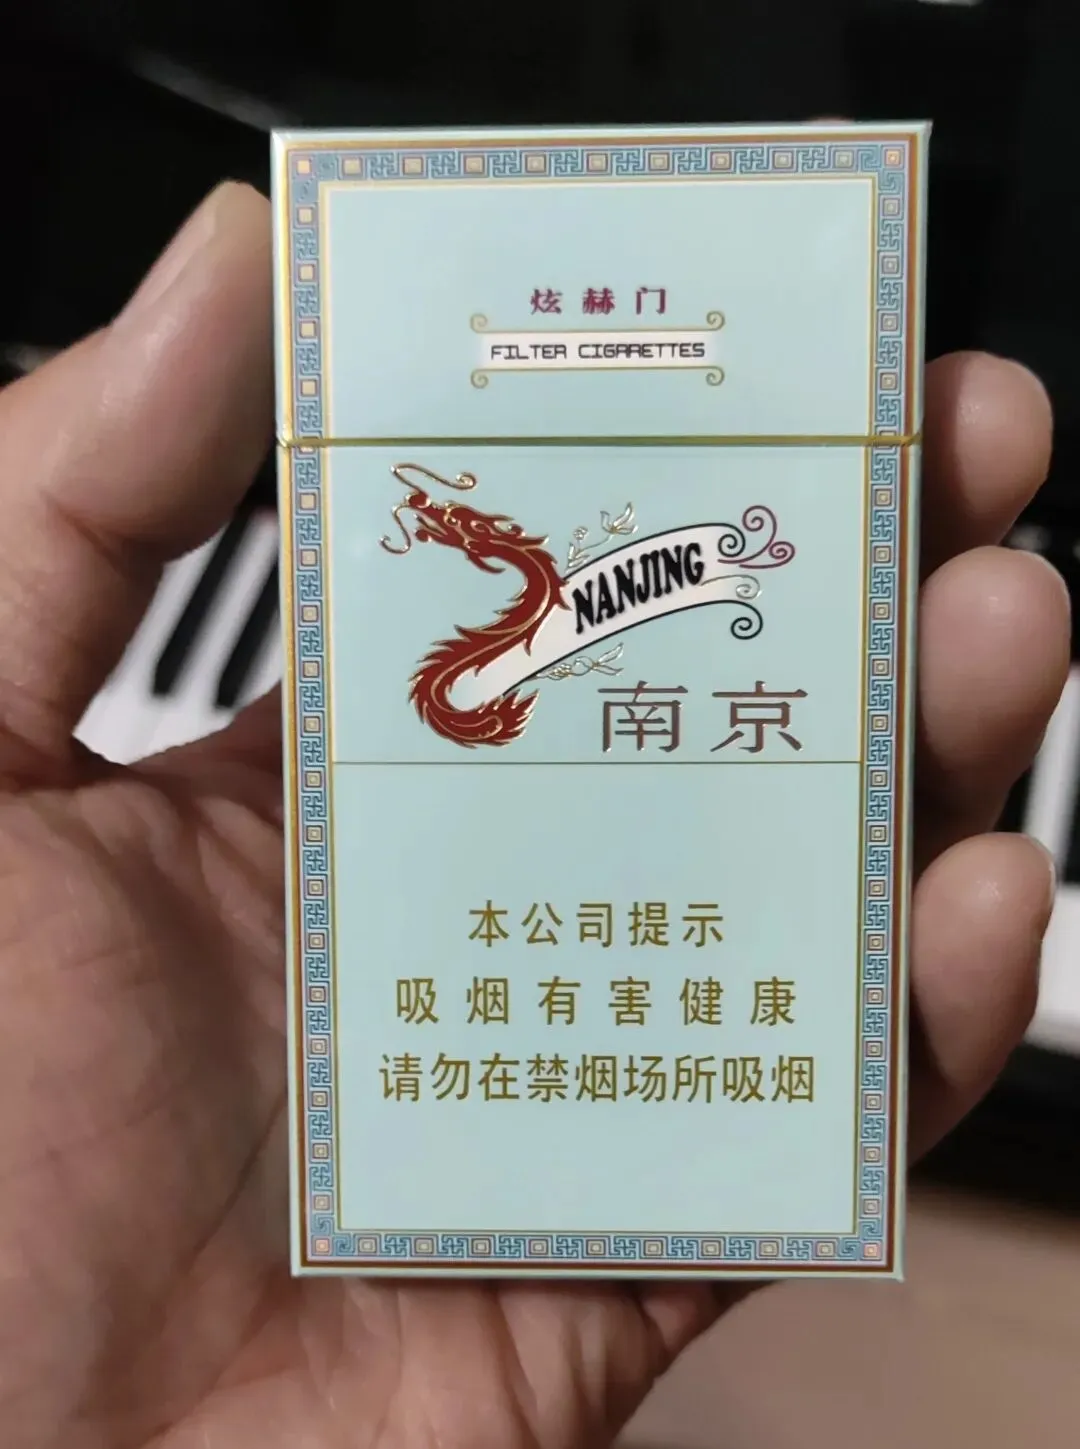 炫赫门
FILTER CIGARETTES
NANJING
南京
本公司提示
吸烟有害健康
请勿在禁烟场所吸烟